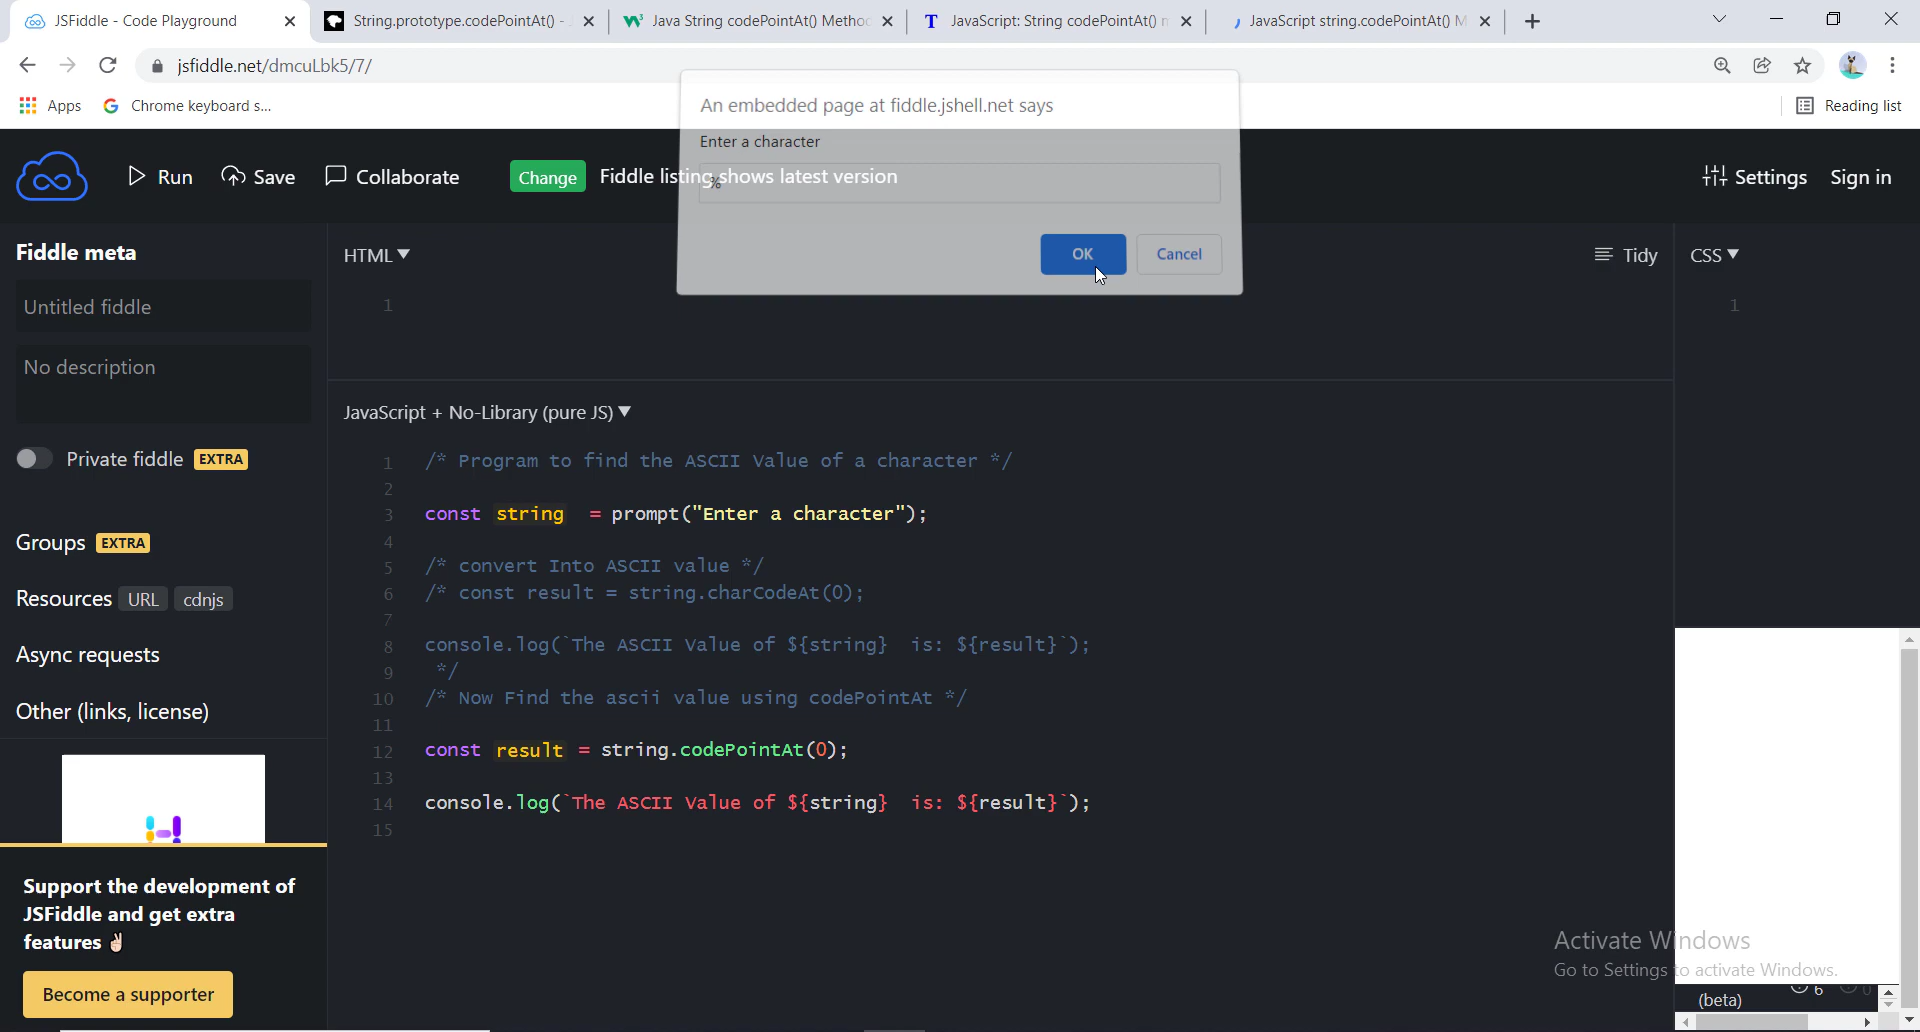 JSFiddle - Code Playground
String.prototype.codePointAt() -
Java String codePointAt() Metho
JavaScript: String codePointAt() m
JavaScript string.codePointAt() M
jsfiddle.net/dmcuLbk5/7/
Apps
Chrome keyboard s...
Reading list
An embedded page at fiddle.jshell.net says
Enter a character
%
OK
Cancel
Run
Save
Collaborate
Change
Fiddle listing shows latest version
Settings
Sign in
Fiddle meta
Untitled fiddle
No description
Private fiddle EXTRA
Groups EXTRA
Resources URL cdnjs
Async requests
Other (links, license)
Support the development of
JSFiddle and get extra
features ✌🏻
Become a supporter
HTML ▼
Tidy
1
JavaScript + No-Library (pure JS) ▼
1 /* Program to find the ASCII Value of a character */
2
3 const string = prompt("Enter a character");
4
5 /* convert Into ASCII value */
6 /* const result = string.charCodeAt(0);
7
8 console.log(`The ASCII Value of ${string} is: ${result}`);
9 */
10 /* Now Find the ascii value using codePointAt */
11
12 const result = string.codePointAt(0);
13
14 console.log(`The ASCII Value of ${string} is: ${result}`);
15
CSS ▼
1
Activate Windows
Go to Settings to activate Windows.
(beta)
6
0